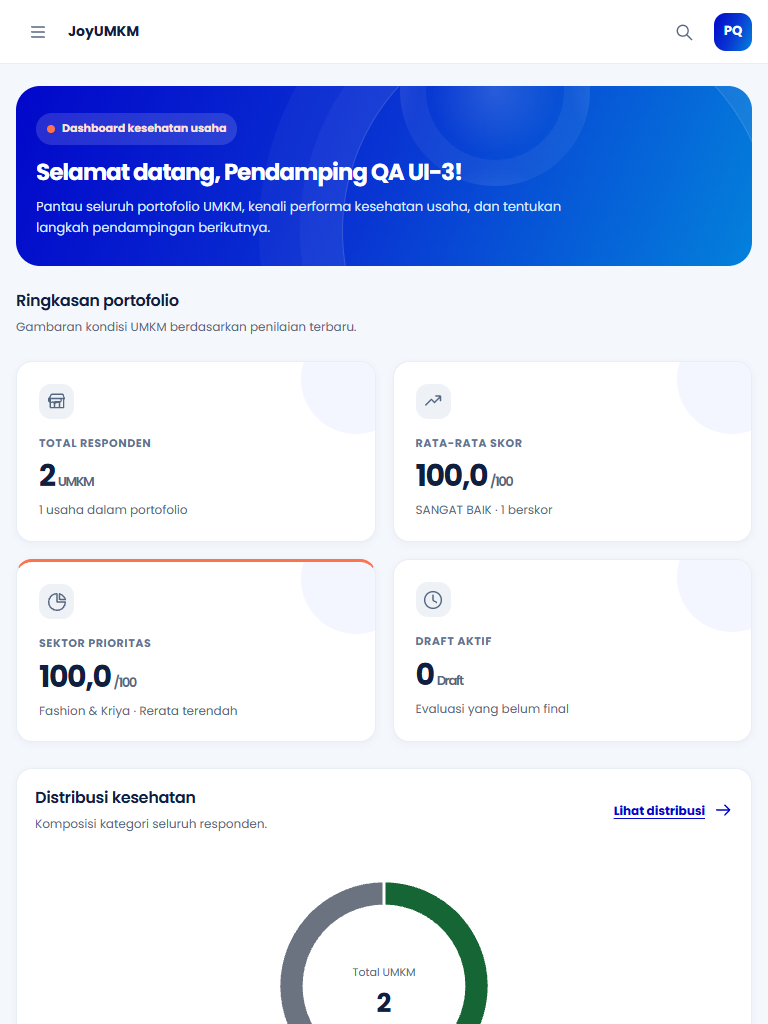 JoyUMKM
PQ
Dashboard kesehatan usaha
Selamat datang, Pendamping QA UI-3!
Pantau seluruh portofolio UMKM, kenali performa kesehatan usaha, dan tentukan
langkah pendampingan berikutnya.
Ringkasan portofolio
Gambaran kondisi UMKM berdasarkan penilaian terbaru.
TOTAL RESPONDEN
2 UMKM
1 usaha dalam portofolio
RATA-RATA SKOR
100,0 /100
SANGAT BAIK · 1 berskor
SEKTOR PRIORITAS
100,0 /100
Fashion & Kriya · Rerata terendah
DRAFT AKTIF
0 Draft
Evaluasi yang belum final
Distribusi kesehatan
Komposisi kategori seluruh responden.
Lihat distribusi
Total UMKM
2